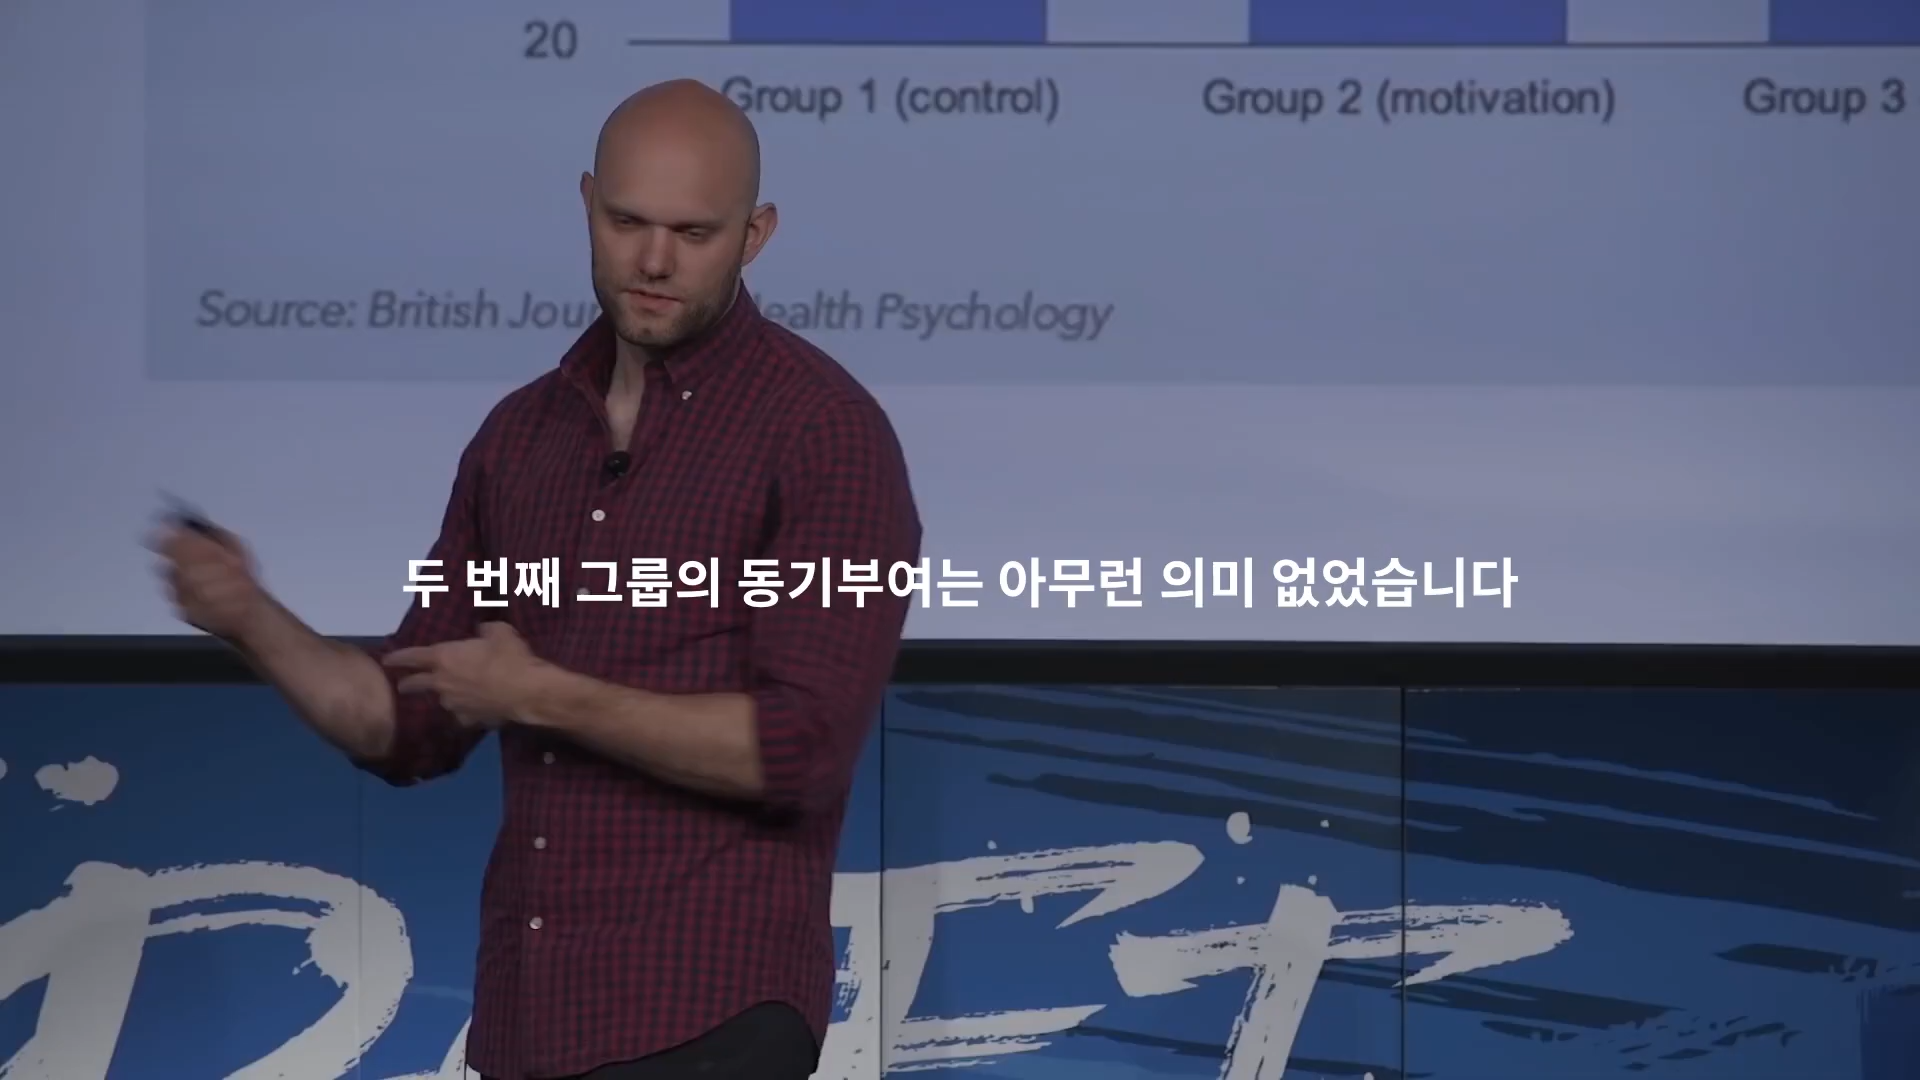 20
Group 1 (control) Group 2 (motivation) Group 3
Source: British Jou ealth Psychology
두 번째 그룹의 동기부여는 아무런 의미 없었습니다